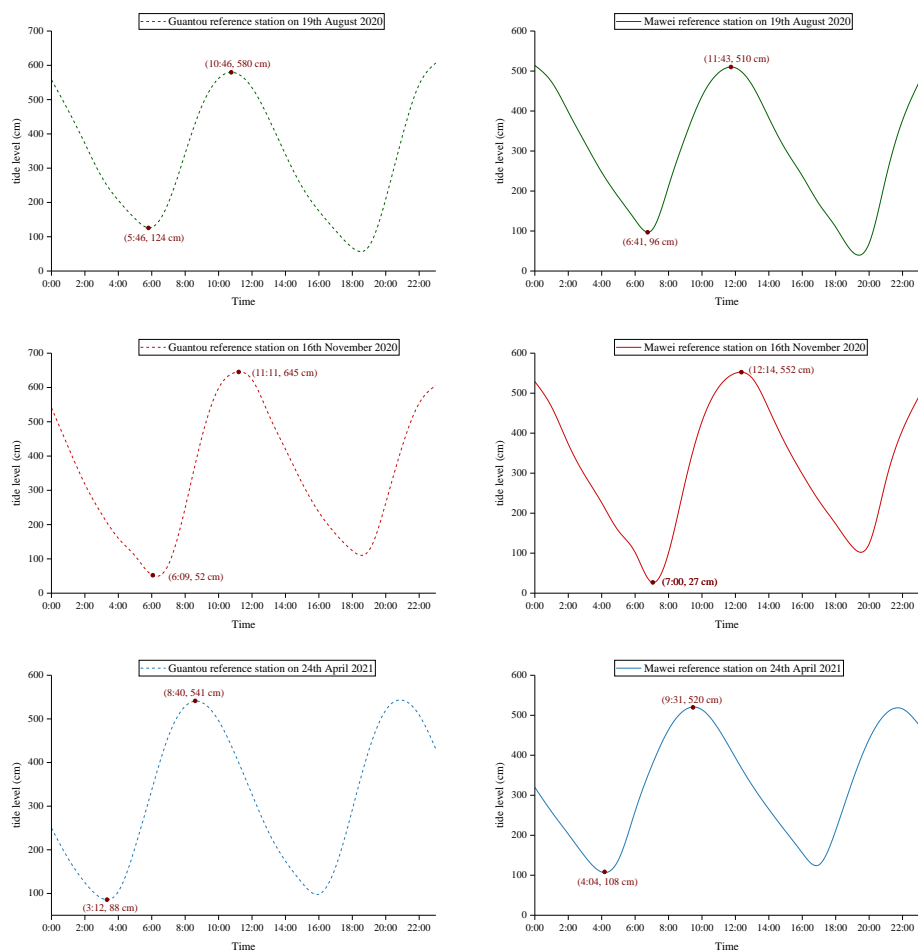 Guantou reference station on 19th August 2020
700
600
500
400
300
200
100
0
tide level (cm)
(10:46, 580 cm)
(5:46, 124 cm)
0:00 2:00 4:00 6:00 8:00 10:00 12:00 14:00 16:00 18:00 20:00 22:00
Time
Mawei reference station on 19th August 2020
600
500
400
300
200
100
0
tide level (cm)
(11:43, 510 cm)
(6:41, 96 cm)
0:00 2:00 4:00 6:00 8:00 10:00 12:00 14:00 16:00 18:00 20:00 22:00
Time
Guantou reference station on 16th November 2020
700
600
500
400
300
200
100
0
tide level (cm)
(11:11, 645 cm)
(6:09, 52 cm)
0:00 2:00 4:00 6:00 8:00 10:00 12:00 14:00 16:00 18:00 20:00 22:00
Time
Mawei reference station on 16th November 2020
600
500
400
300
200
100
0
tide level (cm)
(12:14, 552 cm)
(7:00, 27 cm)
0:00 2:00 4:00 6:00 8:00 10:00 12:00 14:00 16:00 18:00 20:00 22:00
Time
Guantou reference station on 24th April 2021
600
500
400
300
200
100
tide level (cm)
(8:40, 541 cm)
(3:12, 88 cm)
0:00 2:00 4:00 6:00 8:00 10:00 12:00 14:00 16:00 18:00 20:00 22:00
Time
Mawei reference station on 24th April 2021
600
500
400
300
200
100
0
tide level (cm)
(9:31, 520 cm)
(4:04, 108 cm)
0:00 2:00 4:00 6:00 8:00 10:00 12:00 14:00 16:00 18:00 20:00 22:00
Time